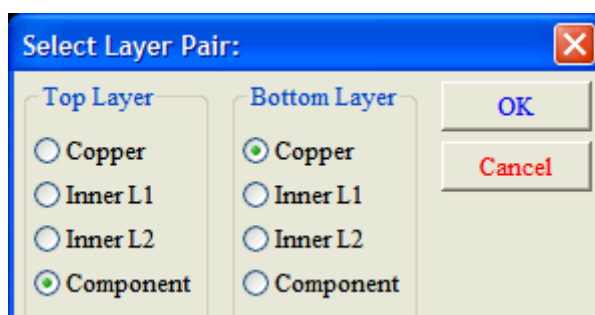 Select Layer Pair:
Top Layer
Copper
Inner L1
Inner L2
Component
Bottom Layer
Copper
Inner L1
Inner L2
Component
OK
Cancel